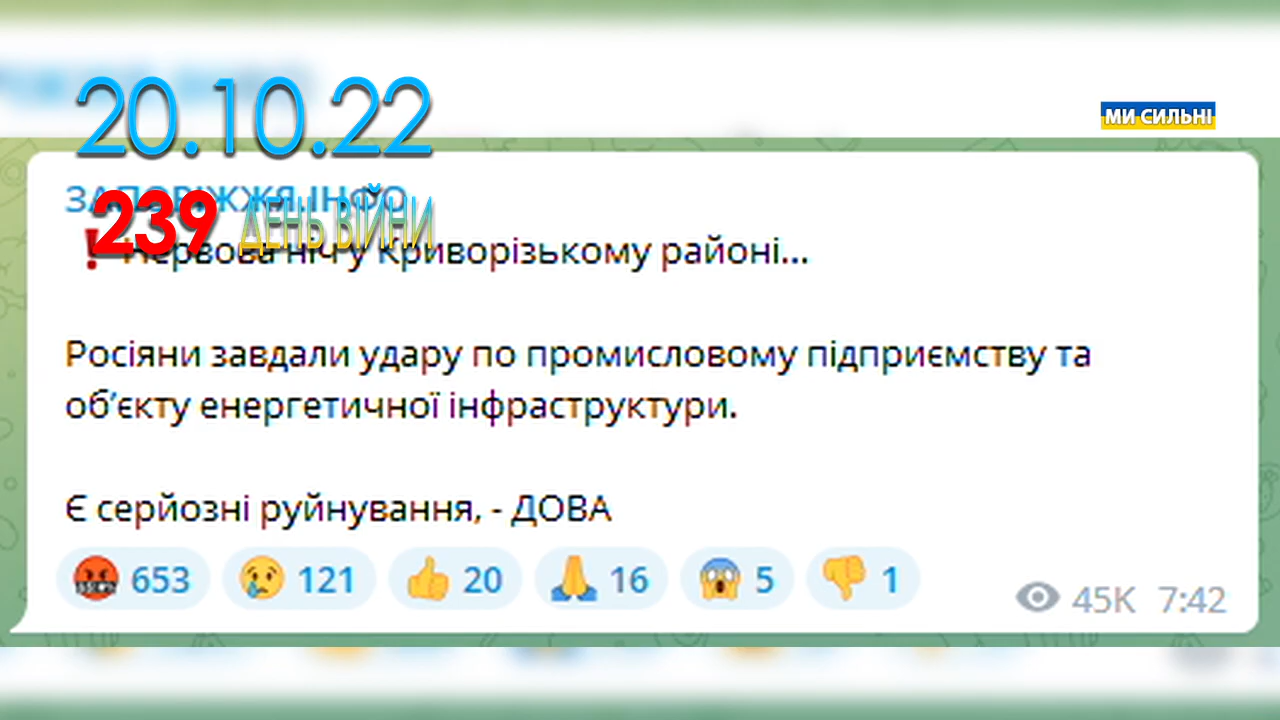 20.10.22
МИ СИЛЬНІ
ЗАПОРІЖЖЯ.ІНФО
239 ДЕНЬ ВІЙНИ
Нервова ніч у Криворізькому районі...
Росіяни завдали удару по промисловому підприємству та
об’єкту енергетичної інфраструктури.
Є серйозні руйнування, - ДОВА
653 121 20 16 5 1
45K 7:42